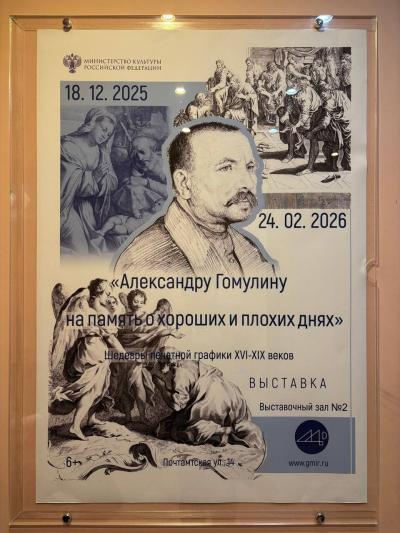 МИНИСТЕРСТВО КУЛЬТУРЫ
РОССИЙСКОЙ ФЕДЕРАЦИИ
18. 12. 2025
24. 02. 2026
«Александру Гомулину
на память о хороших и плохих днях»
Шедевры печатной графики XVI-XIX веков
ВЫСТАВКА
Выставочный зал №2
6+
Почтамтская ул. 14
www.gmir.ru